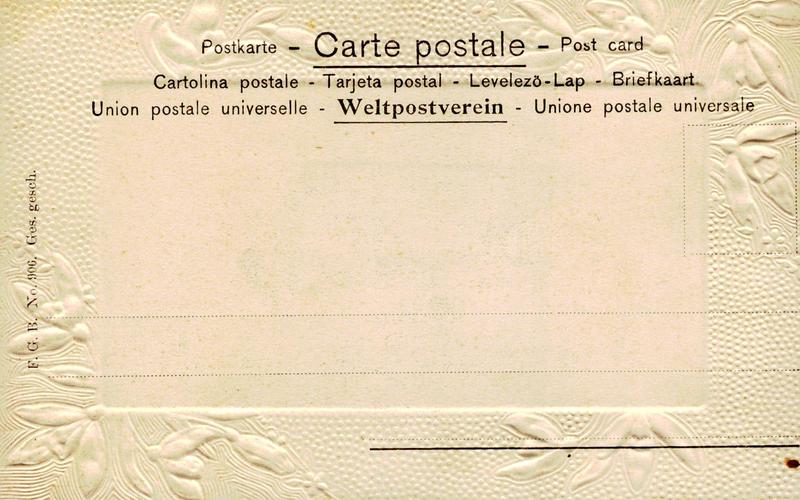 Postkarte - Carte postale - Post card
Cartolina postale - Tarjeta postal - Levelező-Lap - Briefkaart
Union postale universelle - Weltpostverein - Unione postale universale
F. G. B. No. 906. Ges. gesch.